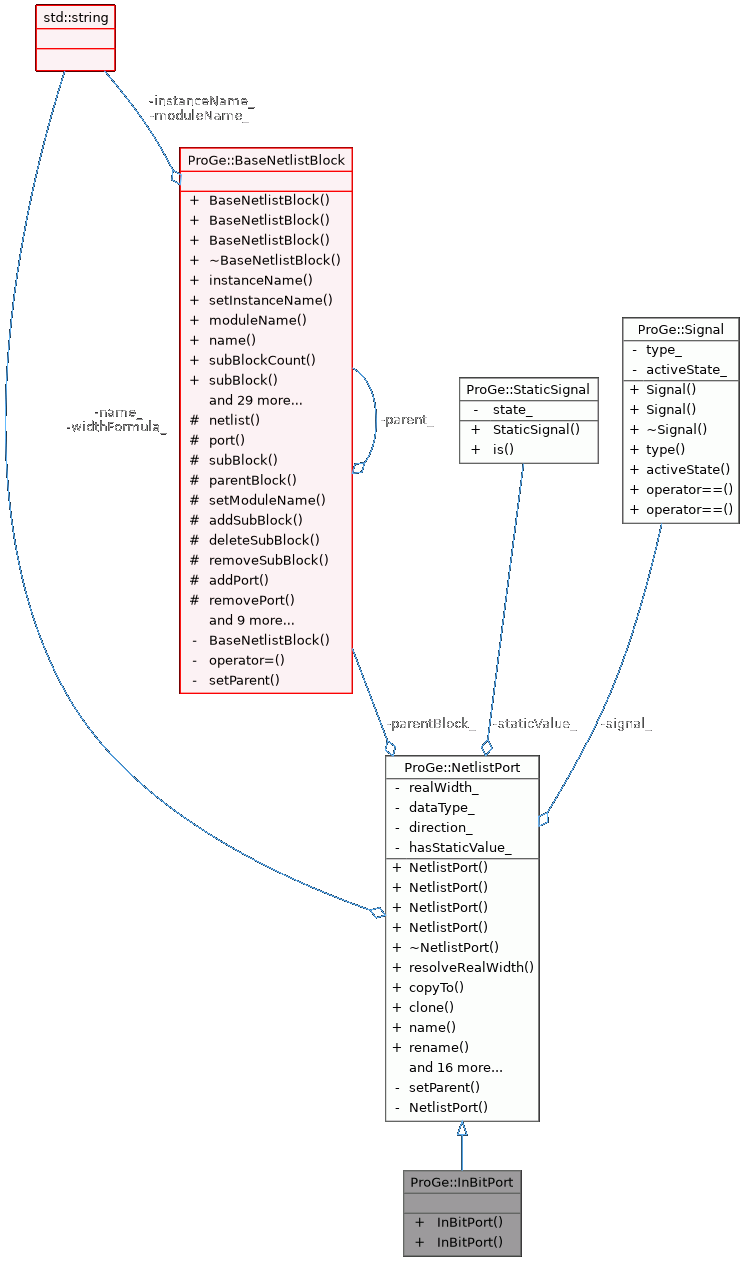 std::string
-instanceName_
-moduleName_
ProGe::BaseNetlistBlock
+ BaseNetlistBlock()
+ BaseNetlistBlock()
+ BaseNetlistBlock()
+ ~BaseNetlistBlock()
+ instanceName()
+ setInstanceName()
+ moduleName()
+ name()
+ subBlockCount()
+ subBlock()
and 29 more...
# netlist()
# port()
# subBlock()
# parentBlock()
# setModuleName()
# addSubBlock()
# deleteSubBlock()
# removeSubBlock()
# addPort()
# removePort()
and 9 more...
- BaseNetlistBlock()
- operator=()
- setParent()
-parent_
-name_
-widthFormula_
ProGe::StaticSignal
- state_
+ StaticSignal()
+ is()
ProGe::Signal
- type_
- activeState_
+ Signal()
+ Signal()
+ ~Signal()
+ type()
+ activeState()
+ operator==()
+ operator==()
-parentBlock_
-staticValue_
-signal_
ProGe::NetlistPort
- realWidth_
- dataType_
- direction_
- hasStaticValue_
+ NetlistPort()
+ NetlistPort()
+ NetlistPort()
+ NetlistPort()
+ ~NetlistPort()
+ resolveRealWidth()
+ copyTo()
+ clone()
+ name()
+ rename()
and 16 more...
- setParent()
- NetlistPort()
ProGe::InBitPort
+ InBitPort()
+ InBitPort()